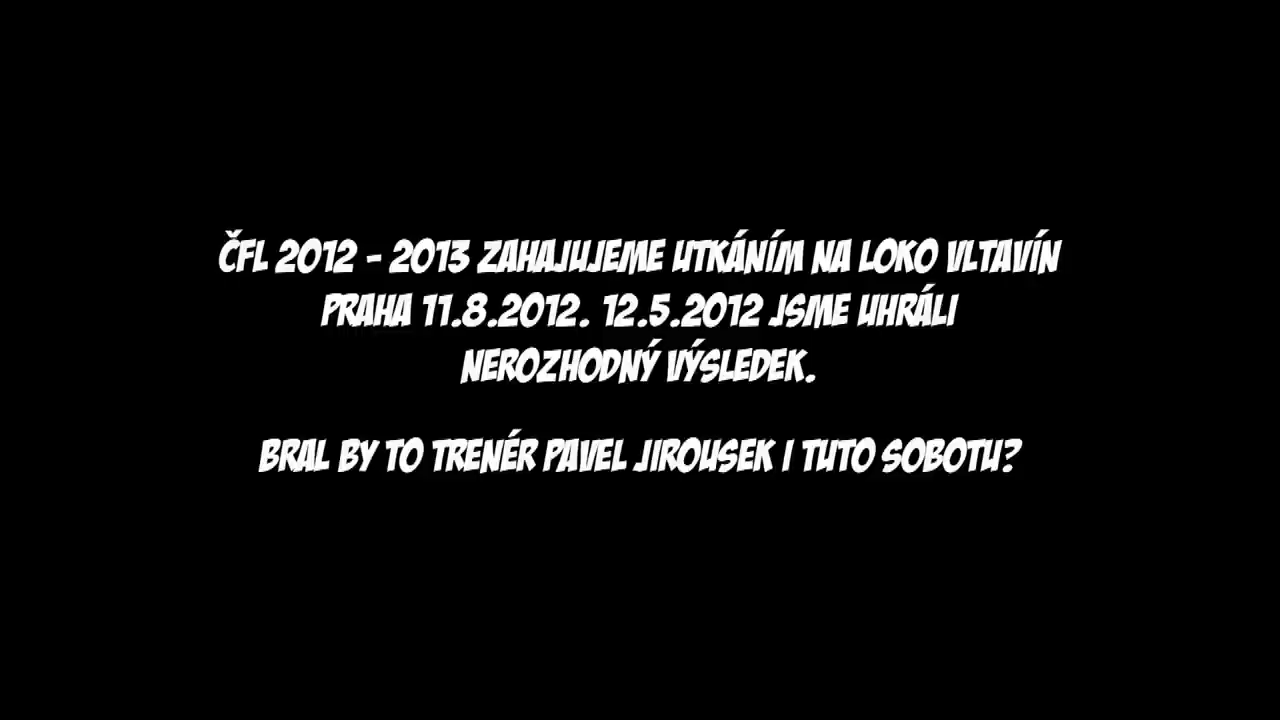 ČFL 2012 - 2013 ZAHAJUJEME UTKÁNÍM NA LOKO VLTAVÍN
PRAHA 11.8.2012. 12.5.2012 JSME UHRÁLI
NEROZHODNÝ VÝSLEDEK.
BRAL BY TO TRENÉR PAVEL JIROUSEK I TUTO SOBOTU?